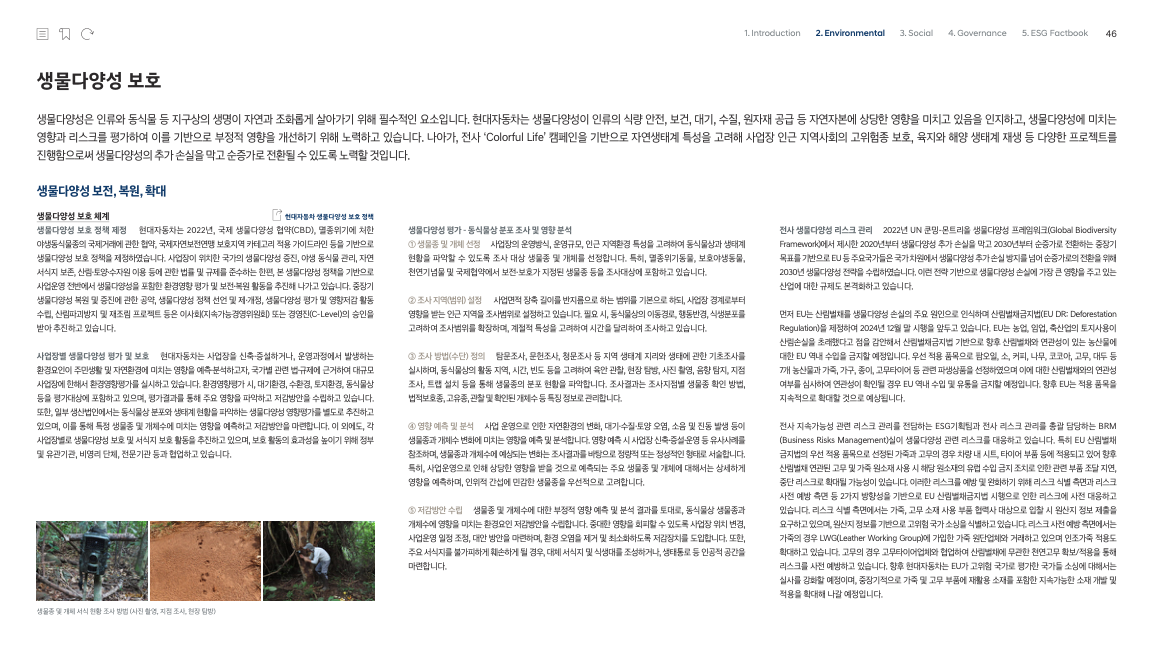 1. Introduction 2. Environmental 3. Social 4. Governance 5. ESG Factbook 46
생물다양성 보호
생물다양성은 인류와 동식물 등 지구상의 생명이 자연과 조화롭게 살아가기 위해 필수적인 요소입니다. 현대자동차는 생물다양성이 인류의 식량 안전, 보건, 대기, 수질, 원자재 공급 등 자연자본에 상당한 영향을 미치고 있음을 인지하고, 생물다양성에 미치는
영향과 리스크를 평가하여 이를 기반으로 부정적 영향을 개선하기 위해 노력하고 있습니다. 나아가, 전사 ‘Colorful Life’ 캠페인을 기반으로 자연생태계 특성을 고려해 사업장 인근 지역사회의 고위험종 보호, 육지와 해양 생태계 재생 등 다양한 프로젝트를
진행함으로써 생물다양성의 추가 손실을 막고 순증가로 전환될 수 있도록 노력할 것입니다.
생물다양성 보전, 복원, 확대
생물다양성 보호 체계
현대자동차 생물다양성 보호 정책
생물다양성 보호 정책 제정 현대자동차는 2022년, 국제 생물다양성 협약(CBD), 멸종위기에 처한
야생동식물종의 국제거래에 관한 협약, 국제자연보전연맹 보호지역 카테고리 적용 가이드라인 등을 기반으로
생물다양성 보호 정책을 제정하였습니다. 사업장이 위치한 국가의 생물다양성 증진, 야생 동식물 관리, 자연
서식지 보존, 산림·토양·수자원 이용 등에 관한 법률 및 규제를 준수하는 한편, 본 생물다양성 정책을 기반으로
사업운영 전반에서 생물다양성을 포함한 환경영향 평가 및 보전·복원 활동을 추진해 나가고 있습니다. 중장기
생물다양성 복원 및 증진에 관한 공약, 생물다양성 정책 선언 및 제·개정, 생물다양성 평가 및 영향저감 활동
수립, 산림파괴방지 및 재조림 프로젝트 등은 이사회(지속가능경영위원회) 또는 경영진(C-Level)의 승인을
받아 추진하고 있습니다.
사업장별 생물다양성 평가 및 보호 현대자동차는 사업장을 신축·증설하거나, 운영과정에서 발생하는
환경요인이 주민생활 및 자연환경에 미치는 영향을 예측·분석하고자, 국가별 관련 법·규제에 근거하여 대규모
사업장에 한해서 환경영향평가를 실시하고 있습니다. 환경영향평가 시, 대기환경, 수환경, 토지환경, 동식물상
등을 평가대상에 포함하고 있으며, 평가결과를 통해 주요 영향을 파악하고 저감방안을 수립하고 있습니다.
또한, 일부 생산법인에서는 동식물상 분포와 생태계 현황을 파악하는 생물다양성 영향평가를 별도로 추진하고
있으며, 이를 통해 특정 생물종 및 개체수에 미치는 영향을 예측하고 저감방안을 수립하고 있습니다. 이 외에도, 각
사업장별로 생물다양성 보호 및 서식지 보호 활동을 추진하고 있으며, 보호 활동의 효과성을 높이기 위해 정부
및 유관기관, 비영리 단체, 전문기관 등과 협업하고 있습니다.
생물종 및 개체 서식 현황 조사 방법 (사진 촬영, 지점 조사, 현장 탐방)
생물다양성 평가 - 동식물상 분포 조사 및 영향 분석
① 생물종 및 개체 선정 사업장의 운영방식, 운영규모, 인근 지역환경 특성을 고려하여 동식물상과 생태계
현황을 파악할 수 있도록 조사 대상 생물종 및 개체를 선정합니다. 특히, 멸종위기동물, 보호야생동물,
천연기념물 및 국제협약에서 보전·보호가 지정된 생물종 등을 조사대상에 포함하고 있습니다.
② 조사 지역(범위) 설정 사업면적 장축 길이를 반지름으로 하는 범위를 기본으로 하되, 사업장 경계로부터
영향을 받는 인근 지역을 조사범위로 설정하고 있습니다. 필요 시, 동식물상의 이동경로, 행동반경, 식생분포를
고려하여 조사범위를 확장하며, 계절적 특성을 고려하여 시간을 달리하여 조사하고 있습니다.
③ 조사 방법(수단) 정의 탐문조사, 문헌조사, 청문조사 등 지역 생태계 지리와 생태에 관한 기초조사를
실시하며, 동식물상의 활동 지역, 시간, 빈도 등을 고려하여 육안 관찰, 현장 탐방, 사진 촬영, 음향 탐지, 지점
조사, 트랩 설치 등을 통해 생물종의 분포 현황을 파악합니다. 조사결과는 조사지점별 생물종 확인 방법,
법적보호종, 고유종, 관찰 및 확인된 개체수 등 특징 정보로 관리합니다.
④ 영향 예측 및 분석 사업 운영으로 인한 자연환경의 변화, 대기·수질·토양 오염, 소음 및 진동 발생 등이
생물종과 개체수 변화에 미치는 영향을 예측 및 분석합니다. 영향 예측 시 사업장 신축·증설·운영 등 유사사례를
참조하며, 생물종과 개체수에 예상되는 변화는 조사결과를 바탕으로 정량적 또는 정성적인 형태로 서술합니다.
특히, 사업운영으로 인해 상당한 영향을 받을 것으로 예측되는 주요 생물종 및 개체에 대해서는 상세하게
영향을 예측하며, 인위적 간섭에 민감한 생물종을 우선적으로 고려합니다.
⑤ 저감방안 수립 생물종 및 개체수에 대한 부정적 영향 예측 및 분석 결과를 토대로, 동식물상 생물종과
개체수에 영향을 미치는 환경요인 저감방안을 수립합니다. 중대한 영향을 회피할 수 있도록 사업장 위치 변경,
사업운영 일정 조정, 대안 방안을 마련하며, 환경 오염을 제거 및 최소화하도록 저감장치를 도입합니다. 또한,
주요 서식지를 불가피하게 훼손하게 될 경우, 대체 서식지 및 식생대를 조성하거나, 생태통로 등 인공적 공간을
마련합니다.
전사 생물다양성 리스크 관리 2022년 UN 쿤밍-몬트리올 생물다양성 프레임워크(Global Biodiversity
Framework)에서 제시한 2020년부터 생물다양성 추가 손실을 막고 2030년부터 순증가로 전환하는 중장기
목표를 기반으로 EU 등 주요국가들은 국가 차원에서 생물다양성 추가 손실 방지를 넘어 순증가로의 전환을 위해
2030년 생물다양성 전략을 수립하였습니다. 이런 전략 기반으로 생물다양성 손실에 가장 큰 영향을 주고 있는
산업에 대한 규제도 본격화하고 있습니다.
먼저 EU는 산림벌채를 생물다양성 손실의 주요 원인으로 인식하며 산림벌채금지법(EU DR: Deforestation
Regulation)을 제정하여 2024년 12월 말 시행을 앞두고 있습니다. EU는 농업, 임업, 축산업의 토지사용이
산림손실을 초래했다고 점을 감안해서 산림벌채금지법 기반으로 향후 산림벌채와 연관성이 있는 농산물에
대한 EU 역내 수입을 금지할 예정입니다. 우선 적용 품목으로 팜오일, 소, 커피, 나무, 코코아, 고무, 대두 등
7개 농산물과 가죽, 가구, 종이, 고무타이어 등 관련 파생상품을 선정하였으며 이에 대한 산림벌채와의 연관성
여부를 심사하여 연관성이 확인될 경우 EU 역내 수입 및 유통을 금지할 예정입니다. 향후 EU는 적용 품목을
지속적으로 확대할 것으로 예상됩니다.
전사 지속가능성 관련 리스크 관리를 전담하는 ESG기획팀과 전사 리스크 관리를 총괄 담당하는 BRM
(Business Risks Management)실이 생물다양성 관련 리스크를 대응하고 있습니다. 특히 EU 산림벌채
금지법의 우선 적용 품목으로 선정된 가죽과 고무의 경우 차량 내 시트, 타이어 부품 등에 적용되고 있어 향후
산림벌채 연관된 고무 및 가죽 원소재 사용 시 해당 원소재의 유럽 수입 금지 조치로 인한 관련 부품 조달 지연,
중단 리스크로 확대될 가능성이 있습니다. 이러한 리스크를 예방 및 완화하기 위해 리스크 식별 측면과 리스크
사전 예방 측면 등 2가지 방향성을 기반으로 EU 산림벌채금지법 시행으로 인한 리스크에 사전 대응하고
있습니다. 리스크 식별 측면에서는 가죽, 고무 소재 사용 부품 협력사 대상으로 입찰 시 원산지 정보 제출을
요구하고 있으며, 원산지 정보를 기반으로 고위험 국가 소싱을 식별하고 있습니다. 리스크 사전 예방 측면에서는
가죽의 경우 LWG(Leather Working Group)에 가입한 가죽 원단업체와 거래하고 있으며 인조가죽 적용도
확대하고 있습니다. 고무의 경우 고무타이어업체와 협업하여 산림벌채에 무관한 천연고무 확보/적용을 통해
리스크를 사전 예방하고 있습니다. 향후 현대자동차는 EU가 고위험 국가로 평가한 국가들 소싱에 대해서는
실사를 강화할 예정이며, 중장기적으로 가죽 및 고무 부품에 재활용 소재를 포함한 지속가능한 소재 개발 및
적용을 확대해 나갈 예정입니다.